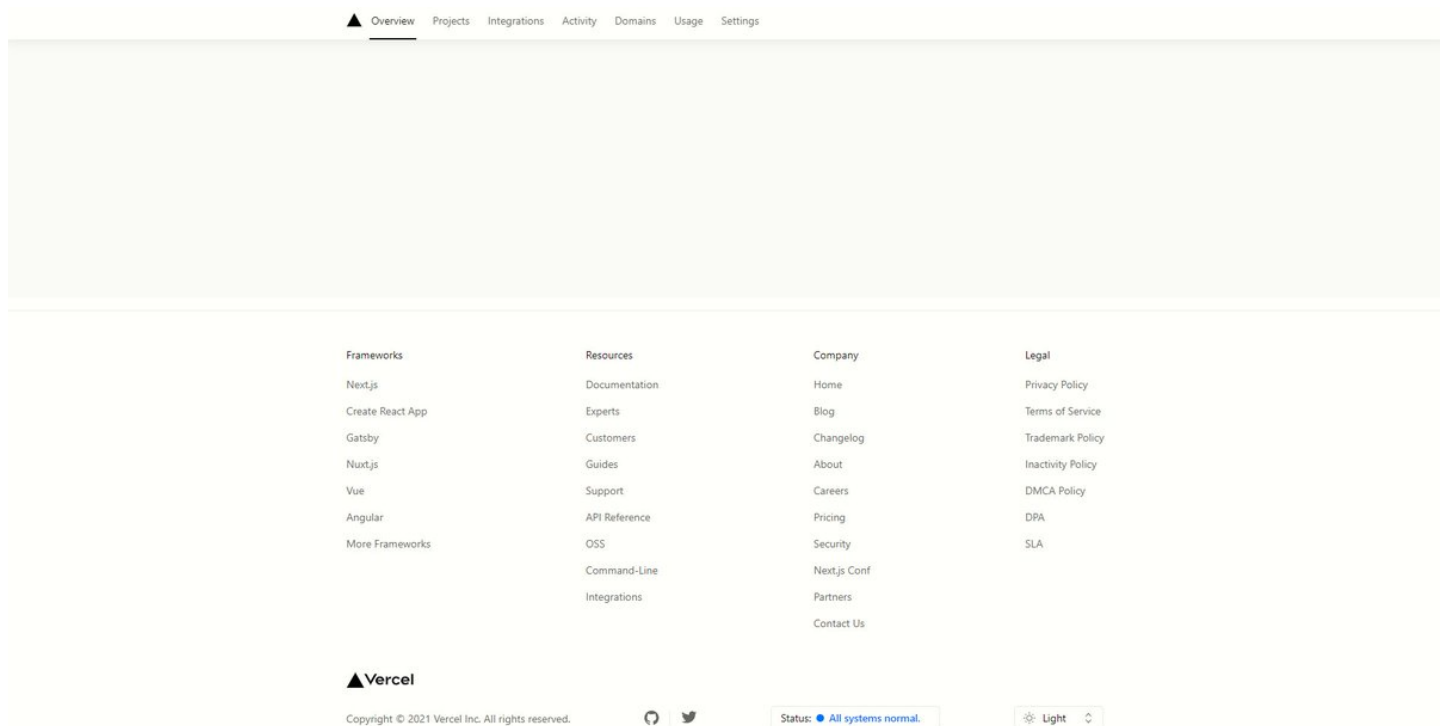 Overview Projects Integrations Activity Domains Usage Settings
Frameworks
Next.js
Create React App
Gatsby
Nuxt.js
Vue
Angular
More Frameworks
Resources
Documentation
Experts
Customers
Guides
Support
API Reference
OSS
Command-Line
Integrations
Company
Home
Blog
Changelog
About
Careers
Pricing
Security
Next.js Conf
Partners
Contact Us
Legal
Privacy Policy
Terms of Service
Trademark Policy
Inactivity Policy
DMCA Policy
DPA
SLA
Vercel
Copyright © 2021 Vercel Inc. All rights reserved.
Status: All systems normal.
Light